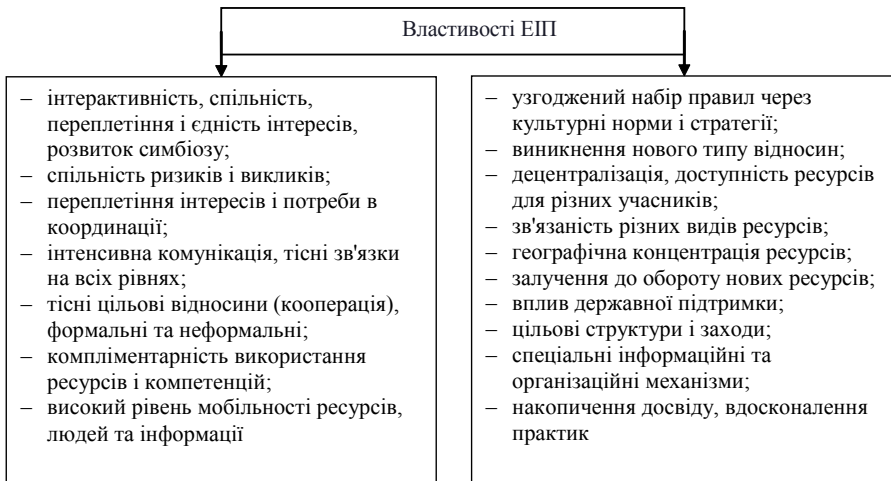 Властивості ЕІП
– інтерактивність, спільність,
переплетіння і єдність інтересів,
розвиток симбіозу;
– спільність ризиків і викликів;
– переплетіння інтересів і потреби в
координації;
– інтенсивна комунікація, тісні зв'язки
на всіх рівнях;
– тісні цільові відносини (кооперація),
формальні та неформальні;
– компліментарність використання
ресурсів і компетенцій;
– високий рівень мобільності ресурсів,
людей та інформації
– узгоджений набір правил через
культурні норми і стратегії;
– виникнення нового типу відносин;
– децентралізація, доступність ресурсів
для різних учасників;
– зв'язаність різних видів ресурсів;
– географічна концентрація ресурсів;
– залучення до обороту нових ресурсів;
– вплив державної підтримки;
– цільові структури і заходи;
– спеціальні інформаційні та
організаційні механізми;
– накопичення досвіду, вдосконалення
практик